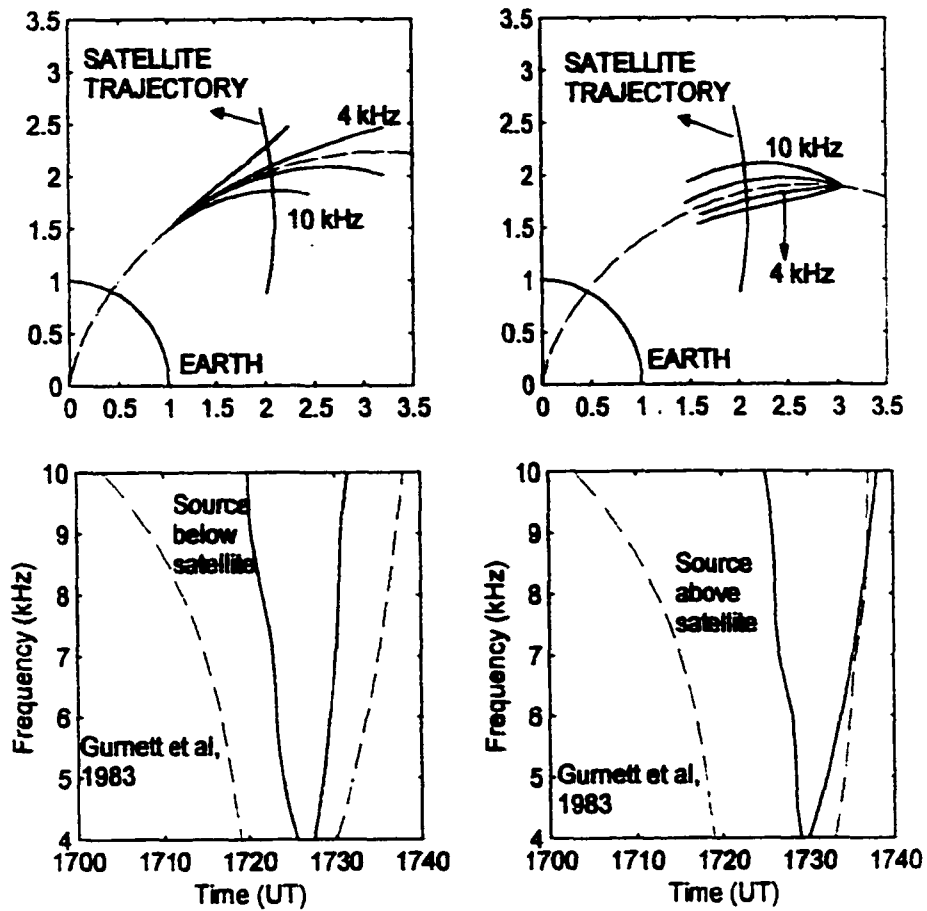 3.5
3
2.5
2
1.5
1
0.5
0
SATELLITE
TRAJECTORY
4 kHz
10 kHz
EARTH
0 0.5 1 1.5 2 2.5 3 3.5
3.5
3
2.5
2
1.5
1
0.5
0
SATELLITE
TRAJECTORY
10 kHz
4 kHz
EARTH
0 0.5 1 1.5 2 2.5 3 3.5
Frequency (kHz)
10
9
8
7
6
5
4
Source
below
satellite
Gurnett et al,
1983
1700 1710 1720 1730 1740
Time (UT)
Frequency (kHz)
10
9
8
7
6
5
4
Source
above
satellite
Gurnett et al,
1983
1700 1710 1720 1730 1740
Time (UT)